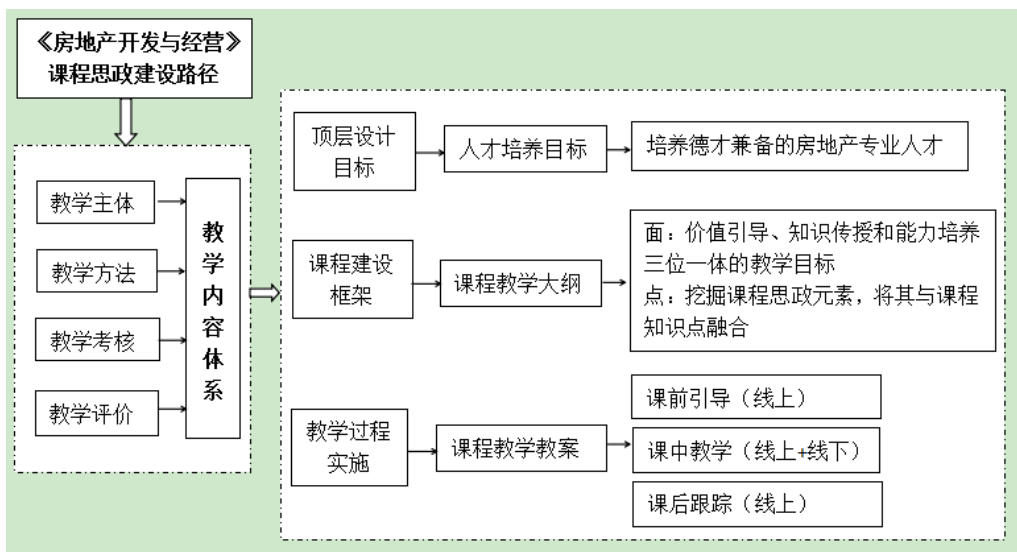 《房地产开发与经营》
课程思政建设路径
教学主体
教学方法
教学考核
教学评价
教学内容体系
顶层设计
目标
人才培养目标
培养德才兼备的房地产专业人才
课程建设
框架
课程教学大纲
面：价值引导、知识传授和能力培养
三位一体的教学目标
点：挖掘课程思政元素，将其与课程
知识点融合
教学过程
实施
课程教学教案
课前引导（线上）
课中教学（线上+线下）
课后跟踪（线上）